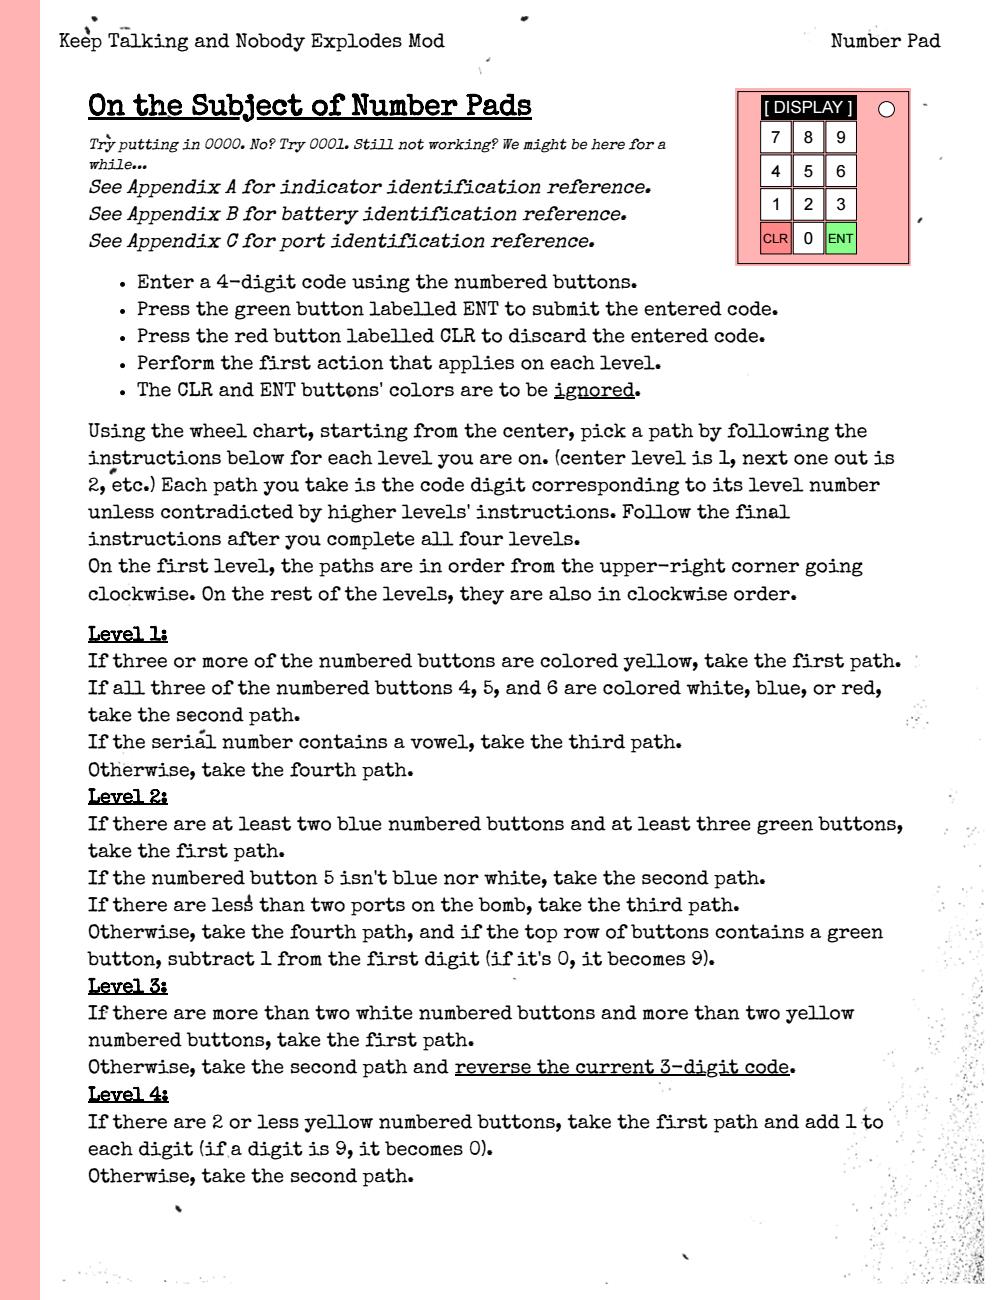 Keep Talking and Nobody Explodes Mod
Number Pad
On the Subject of Number Pads
Try putting in 0000. No? Try 0001. Still not working? We might be here for a
while...
See Appendix A for indicator identification reference.
See Appendix B for battery identification reference.
See Appendix C for port identification reference.
[ DISPLAY ]
7 8 9
4 5 6
1 2 3
CLR 0 ENT
• Enter a 4-digit code using the numbered buttons.
• Press the green button labelled ENT to submit the entered code.
• Press the red button labelled CLR to discard the entered code.
• Perform the first action that applies on each level.
• The CLR and ENT buttons' colors are to be ignored.
Using the wheel chart, starting from the center, pick a path by following the
instructions below for each level you are on. (center level is 1, next one out is
2, etc.) Each path you take is the code digit corresponding to its level number
unless contradicted by higher levels' instructions. Follow the final
instructions after you complete all four levels.
On the first level, the paths are in order from the upper-right corner going
clockwise. On the rest of the levels, they are also in clockwise order.
Level 1:
If three or more of the numbered buttons are colored yellow, take the first path.
If all three of the numbered buttons 4, 5, and 6 are colored white, blue, or red,
take the second path.
If the serial number contains a vowel, take the third path.
Otherwise, take the fourth path.
Level 2:
If there are at least two blue numbered buttons and at least three green buttons,
take the first path.
If the numbered button 5 isn't blue nor white, take the second path.
If there are less than two ports on the bomb, take the third path.
Otherwise, take the fourth path, and if the top row of buttons contains a green
button, subtract 1 from the first digit (if it's 0, it becomes 9).
Level 3:
If there are more than two white numbered buttons and more than two yellow
numbered buttons, take the first path.
Otherwise, take the second path and reverse the current 3-digit code.
Level 4:
If there are 2 or less yellow numbered buttons, take the first path and add 1 to
each digit (if a digit is 9, it becomes 0).
Otherwise, take the second path.